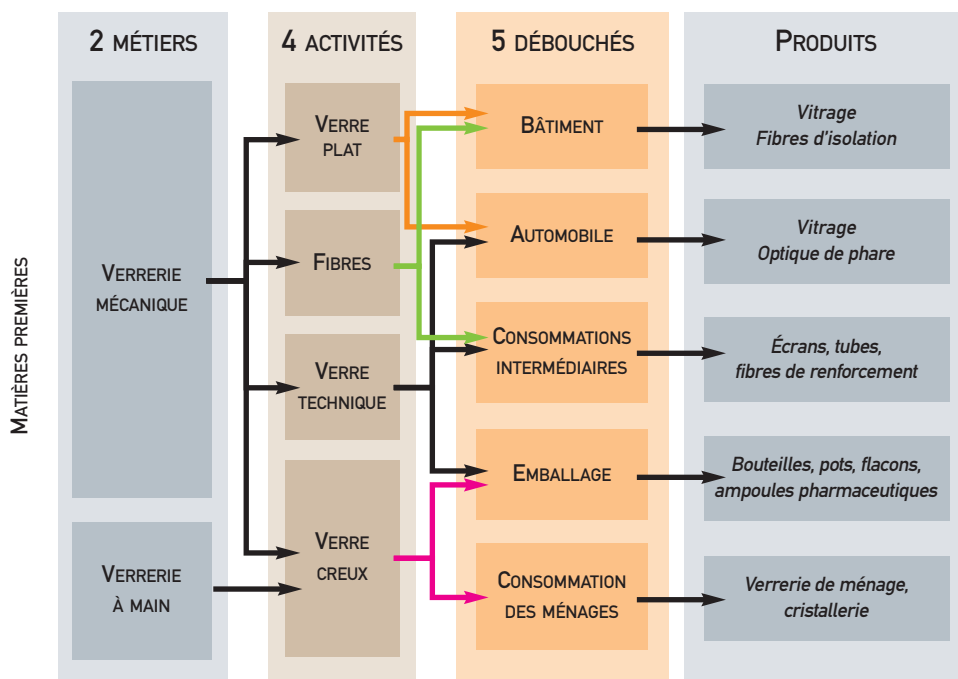 MATIÈRES PREMIÈRES
2 MÉTIERS
VERRERIE
MÉCANIQUE
VERRERIE
À MAIN
4 ACTIVITÉS
VERRE
PLAT
FIBRES
VERRE
TECHNIQUE
VERRE
CREUX
5 DÉBOUCHÉS
BÂTIMENT
AUTOMOBILE
CONSOMMATIONS
INTERMÉDIAIRES
EMBALLAGE
CONSOMMATION
DES MÉNAGES
PRODUITS
Vitrage
Fibres d'isolation
Vitrage
Optique de phare
Écrans, tubes,
fibres de renforcement
Bouteilles, pots, flacons,
ampoules pharmaceutiques
Verrerie de ménage,
cristallerie